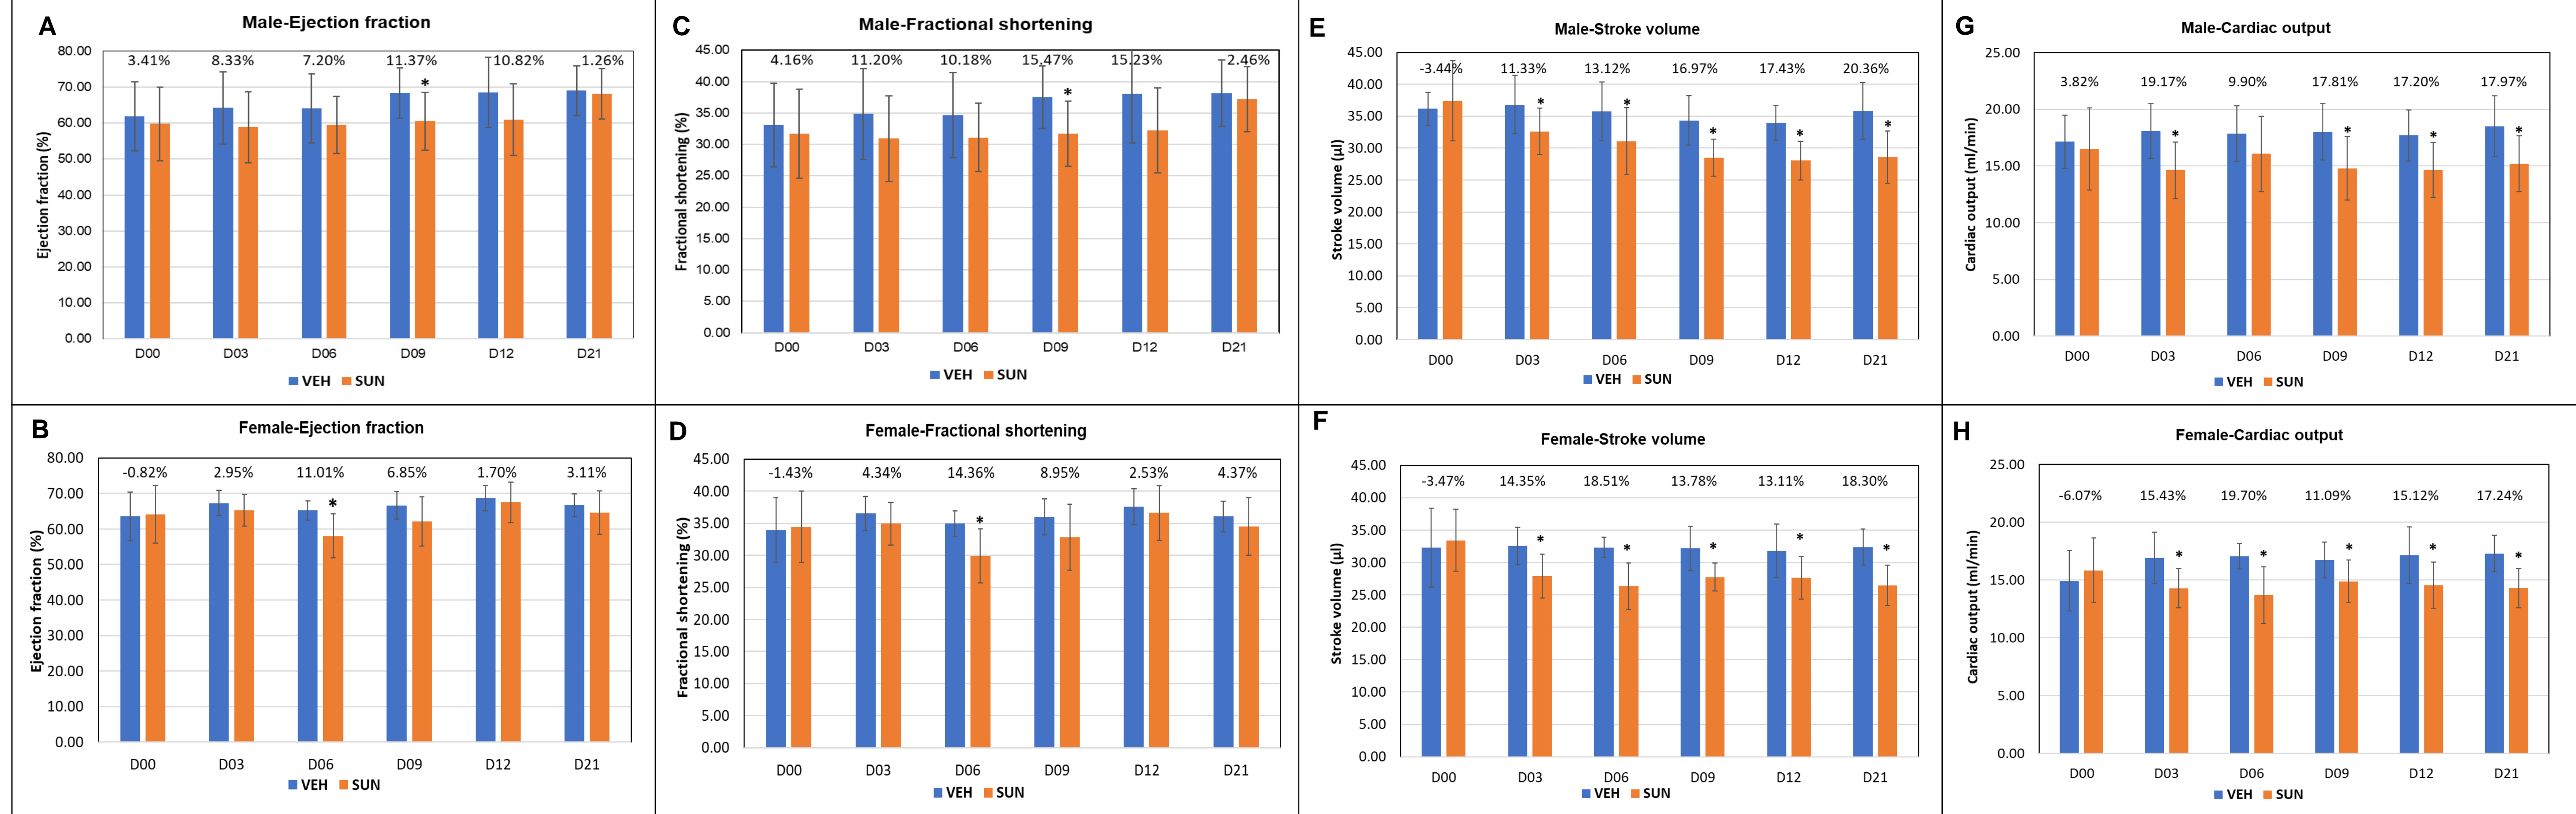 A
Male-Ejection fraction
Ejection fraction (%)
80.00
70.00
60.00
50.00
40.00
30.00
20.00
10.00
0.00
3.41% 8.33% 7.20% 11.37% 10.82% 1.26%
*
D00 D03 D06 D09 D12 D21
VEH SUN
C
Male-Fractional shortening
Fractional shortening (%)
45.00
40.00
35.00
30.00
25.00
20.00
15.00
10.00
5.00
0.00
4.16% 11.20% 10.18% 15.47% 15.23% 2.46%
*
D00 D03 D06 D09 D12 D21
VEH SUN
E
Male-Stroke volume
Stroke volume (µl)
45.00
40.00
35.00
30.00
25.00
20.00
15.00
10.00
5.00
0.00
-3.44% 11.33% 13.12% 16.97% 17.43% 20.36%
* * * * *
D00 D03 D06 D09 D12 D21
VEH SUN
G
Male-Cardiac output
Cardiac output (ml/min)
25.00
20.00
15.00
10.00
5.00
0.00
3.82% 19.17% 9.90% 17.81% 17.20% 17.97%
* * * *
D00 D03 D06 D09 D12 D21
VEH SUN
B
Female-Ejection fraction
Ejection fraction (%)
80.00
70.00
60.00
50.00
40.00
30.00
20.00
10.00
0.00
-0.82% 2.95% 11.01% 6.85% 1.70% 3.11%
*
D00 D03 D06 D09 D12 D21
VEH SUN
D
Female-Fractional shortening
Fractional shortening (%)
45.00
40.00
35.00
30.00
25.00
20.00
15.00
10.00
5.00
0.00
-1.43% 4.34% 14.36% 8.95% 2.53% 4.37%
*
D00 D03 D06 D09 D12 D21
VEH SUN
F
Female-Stroke volume
Stroke volume (µl)
45.00
40.00
35.00
30.00
25.00
20.00
15.00
10.00
5.00
0.00
-3.47% 14.35% 18.51% 13.78% 13.11% 18.30%
* * * * *
D00 D03 D06 D09 D12 D21
VEH SUN
H
Female-Cardiac output
Cardiac output (ml/min)
25.00
20.00
15.00
10.00
5.00
0.00
-6.07% 15.43% 19.70% 11.09% 15.12% 17.24%
* * * * *
D00 D03 D06 D09 D12 D21
VEH SUN